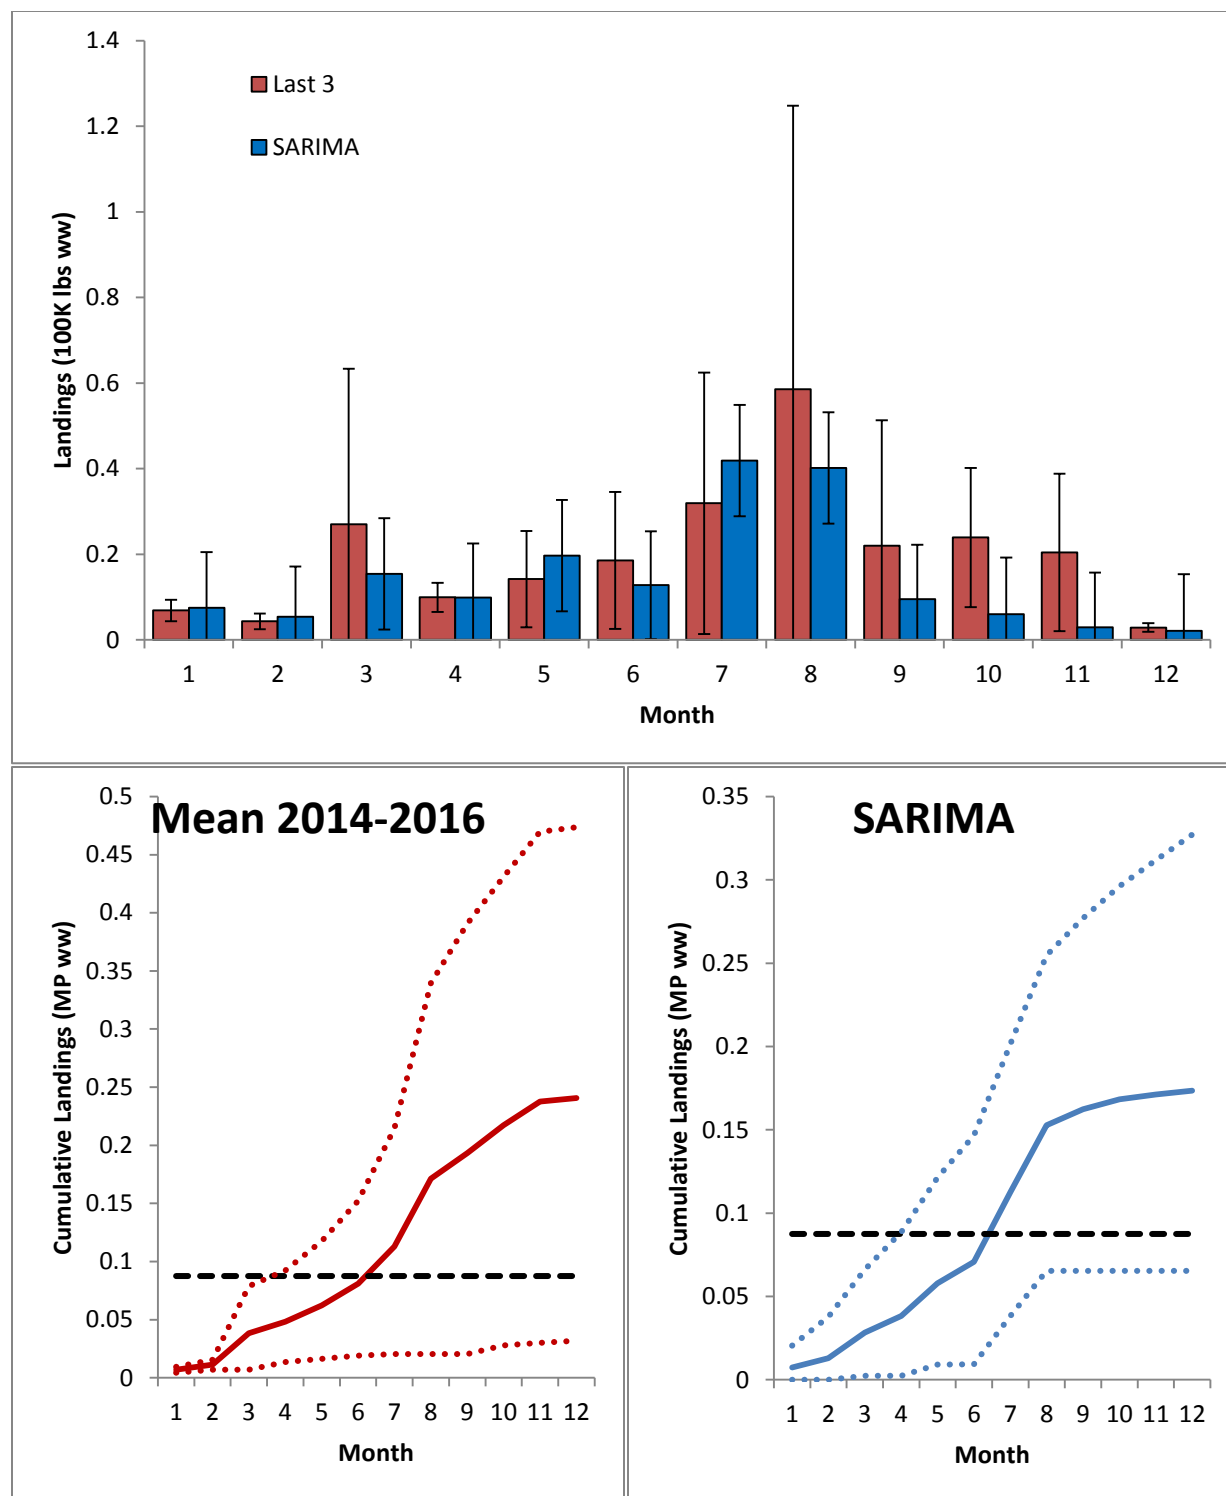 1.4
1.2
1
0.8
0.6
0.4
0.2
0
Landings (100K lbs ww)
Last 3
SARIMA
1 2 3 4 5 6 7 8 9 10 11 12
Month
Mean 2014-2016
0.5
0.45
0.4
0.35
0.3
0.25
0.2
0.15
0.1
0.05
0
Cumulative Landings (MP ww)
1 2 3 4 5 6 7 8 9 10 11 12
Month
SARIMA
0.35
0.3
0.25
0.2
0.15
0.1
0.05
0
Cumulative Landings (MP ww)
1 2 3 4 5 6 7 8 9 10 11 12
Month